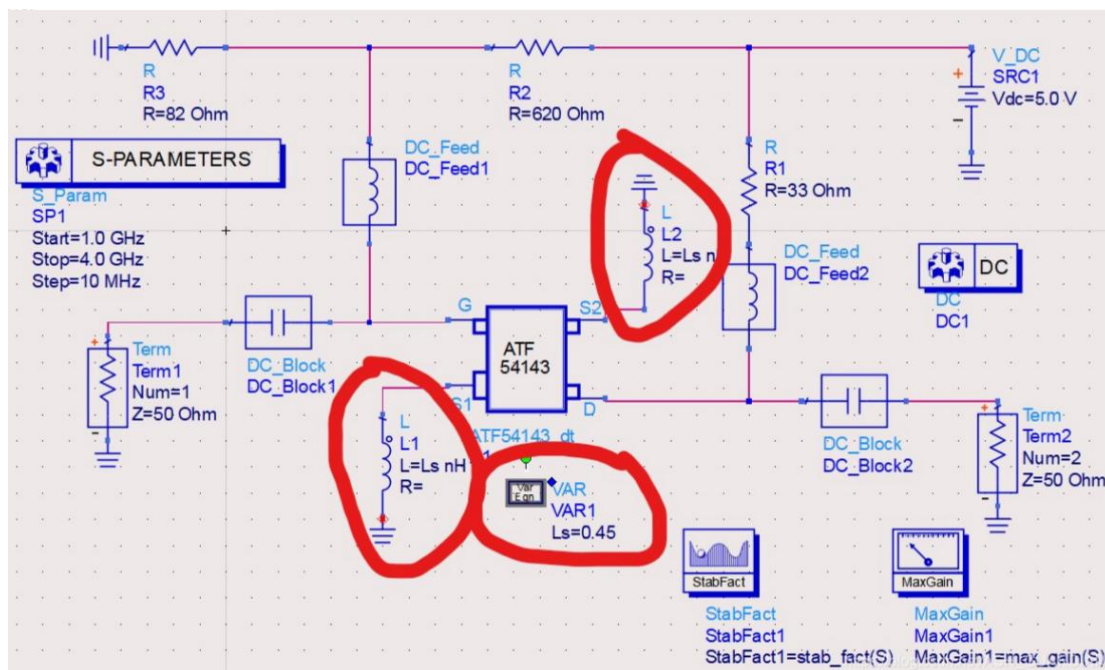 R
R3
R=82 Ohm
R
R2
R=620 Ohm
V_DC
SRC1
Vdc=5.0 V
S-PARAMETERS
S_Param
SP1
Start=1.0 GHz
Stop=4.0 GHz
Step=10 MHz
DC_Feed
DC_Feed1
L
L2
L=Ls n
R=
R
R1
R=33 Ohm
DC_Feed
DC_Feed2
DC
DC
DC1
G
S2
ATF
54143
S1
D
Term
Term1
Num=1
Z=50 Ohm
DC_Block
DC_Block1
L
L1
L=Ls nH
R=
ATF54143_dt
Var
Eqn
VAR
VAR1
Ls=0.45
DC_Block
DC_Block2
Term
Term2
Num=2
Z=50 Ohm
StabFact
StabFact
StabFact1
StabFact1=stab_fact(S)
MaxGain
MaxGain
MaxGain1
MaxGain1=max_gain(S)